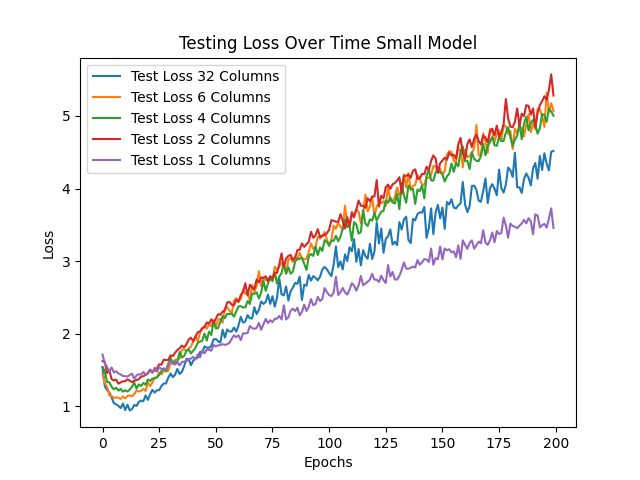 Testing Loss Over Time Small Model
Test Loss 32 Columns
Test Loss 6 Columns
Test Loss 4 Columns
Test Loss 2 Columns
Test Loss 1 Columns
Loss
5
4
3
2
1
0 25 50 75 100 125 150 175 200
Epochs